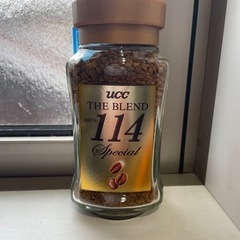 ucc
THE BLEND
114
Special